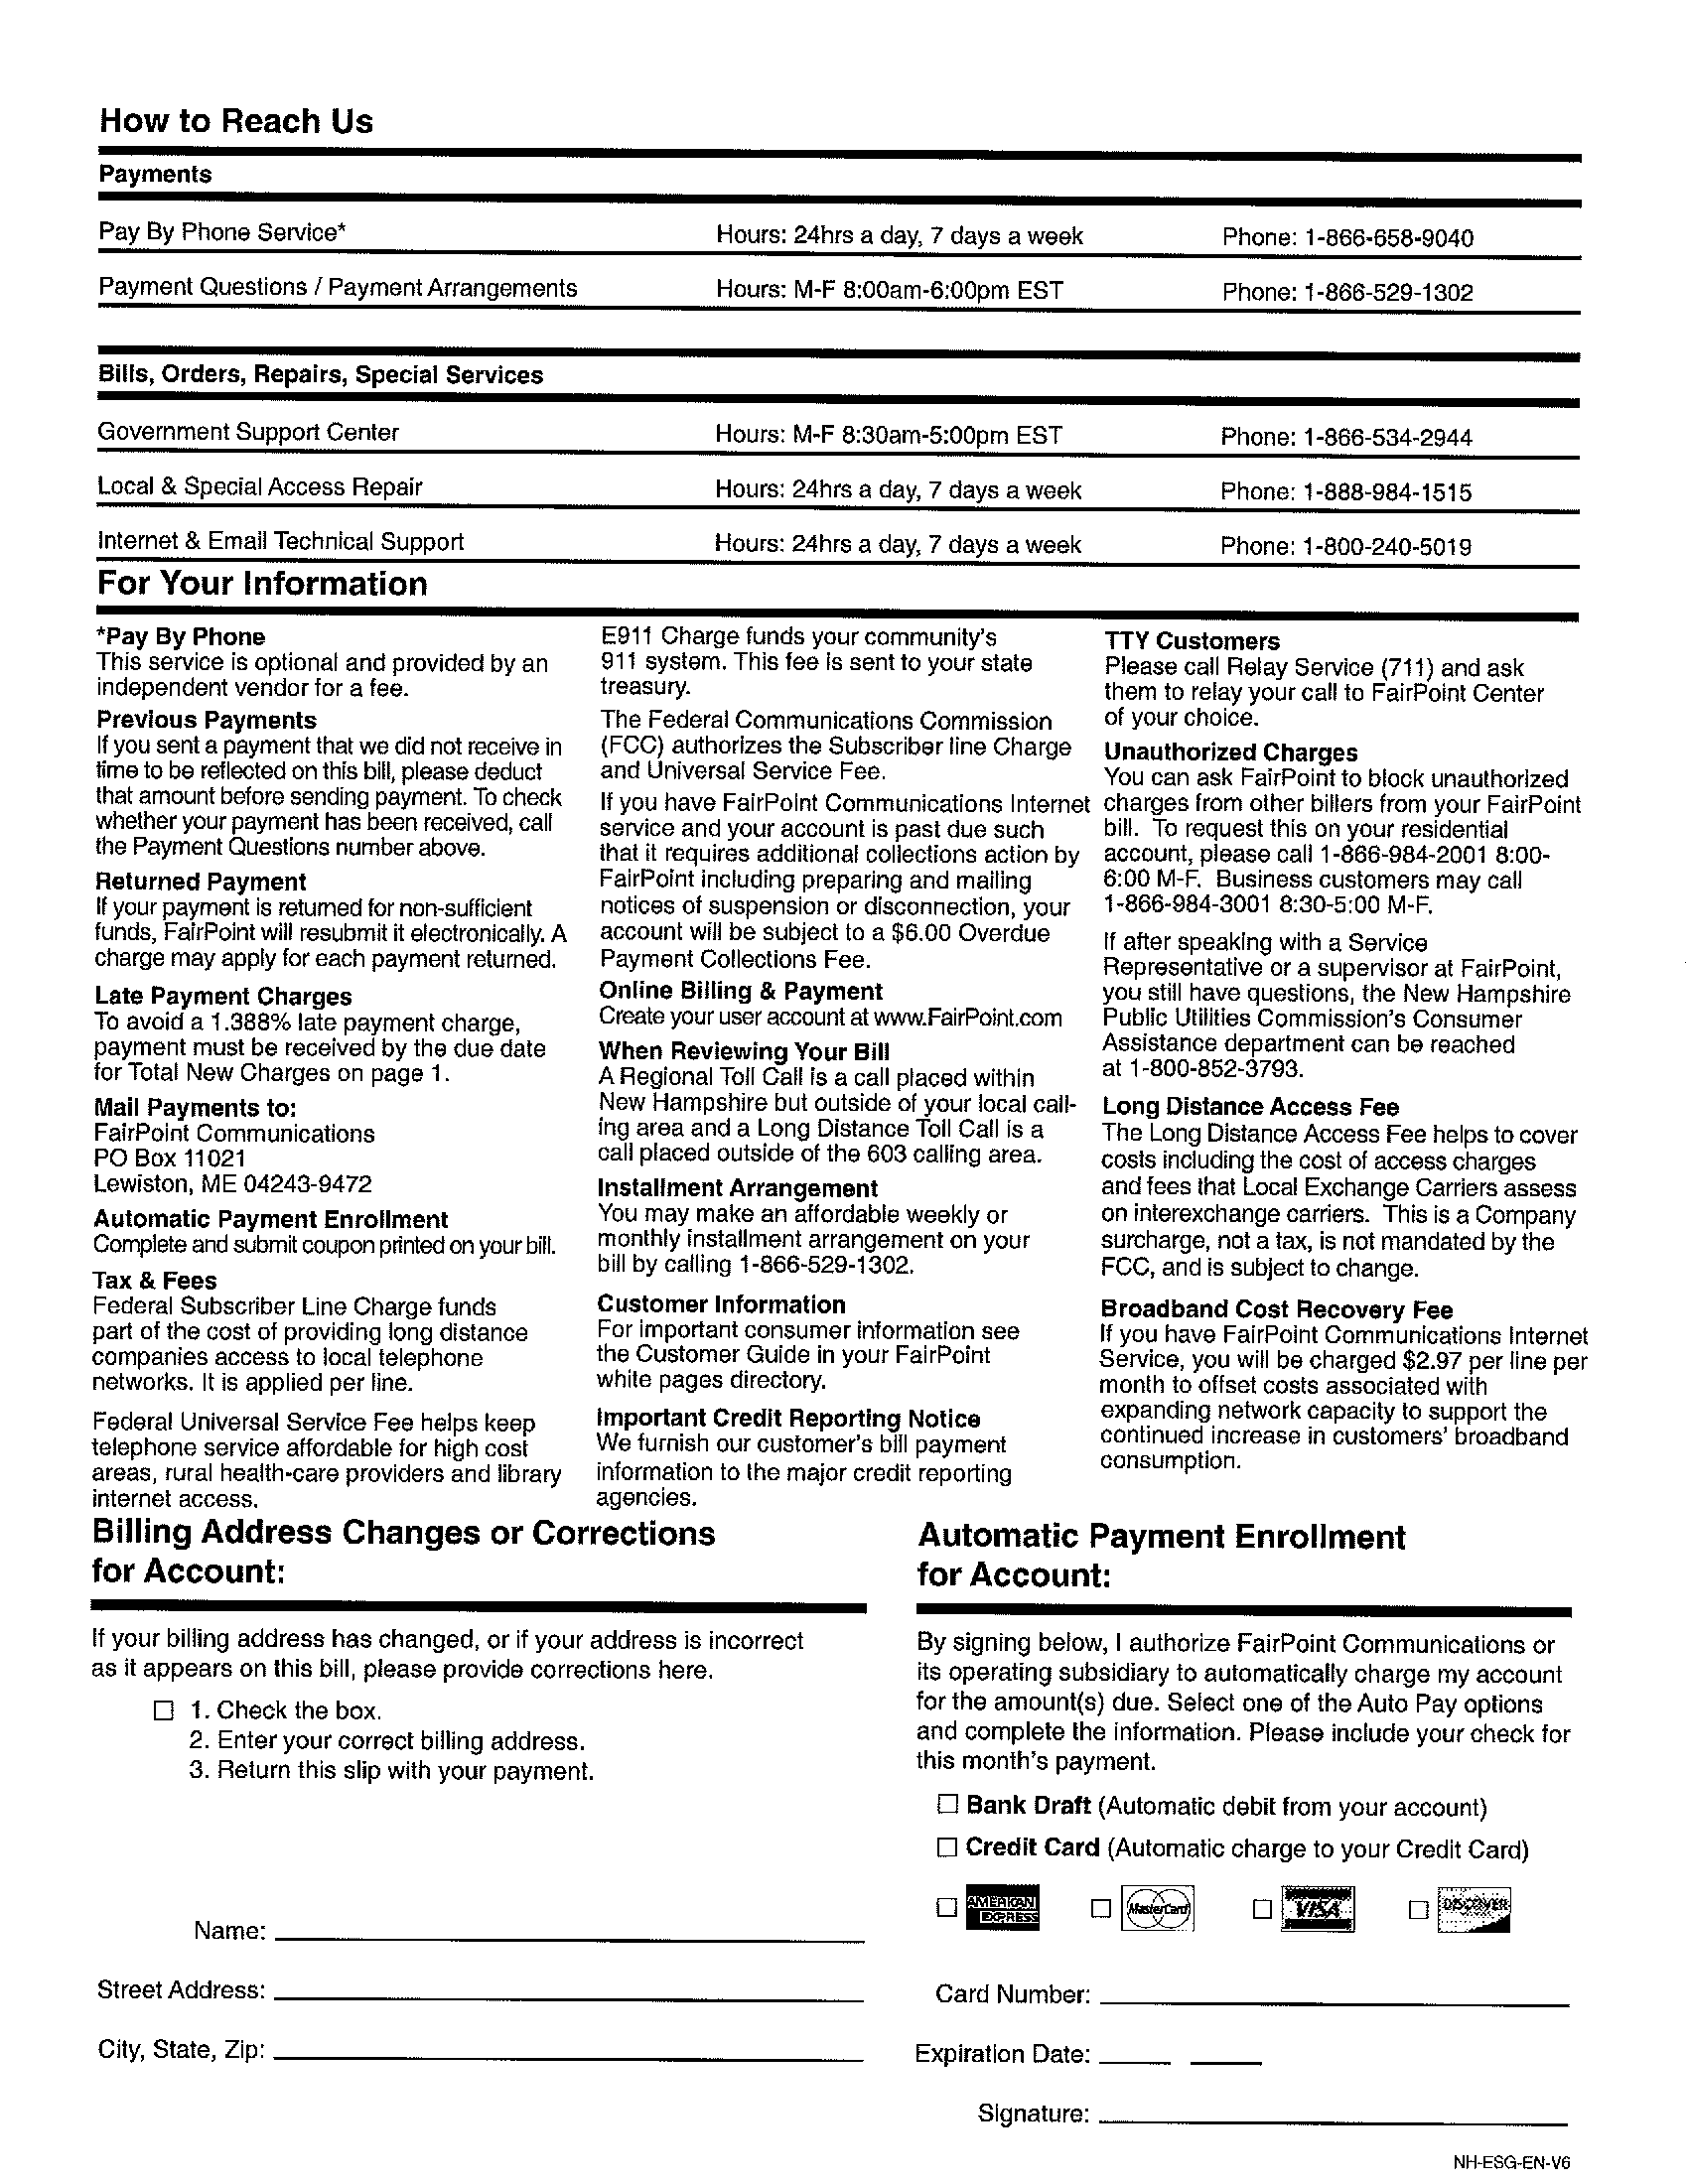 How to Reach Us
Payments
Pay By Phone Service* Hours: 24hrs a day, 7 days a week Phone: 1-866-658-9040
Payment Questions / Payment Arrangements Hours: M-F 8:00am-6:00pm EST Phone: 1-866-529-1302
Bills, Orders, Repairs, Special Services
Government Support Center Hours: M-F 8:30am-5:00pm EST Phone: 1-866-534-2944
Local & Special Access Repair Hours: 24hrs a day, 7 days a week Phone: 1-888-984-1515
Internet & Email Technical Support Hours: 24hrs a day, 7 days a week Phone: 1-800-240-5019
For Your Information
*Pay By Phone
This service is optional and provided by an
independent vendor for a fee.
Previous Payments
If you sent a payment that we did not receive in
time to be reflected on this bill, please deduct
that amount before sending payment. To check
whether your payment has been received, call
the Payment Questions number above.
Returned Payment
If your payment is returned for non-sufficient
funds, FairPoint will resubmit it electronically. A
charge may apply for each payment returned.
Late Payment Charges
To avoid a 1.388% late payment charge,
payment must be received by the due date
for Total New Charges on page 1.
Mail Payments to:
FairPoint Communications
PO Box 11021
Lewiston, ME 04243-9472
Automatic Payment Enrollment
Complete and submit coupon printed on your bill.
Tax & Fees
Federal Subscriber Line Charge funds
part of the cost of providing long distance
companies access to local telephone
networks. It is applied per line.
Federal Universal Service Fee helps keep
telephone service affordable for high cost
areas, rural health-care providers and library
internet access.
E911 Charge funds your community's
911 system. This fee is sent to your state
treasury.
The Federal Communications Commission
(FCC) authorizes the Subscriber line Charge
and Universal Service Fee.
If you have FairPoint Communications Internet
service and your account is past due such
that it requires additional collections action by
FairPoint including preparing and mailing
notices of suspension or disconnection, your
account will be subject to a $6.00 Overdue
Payment Collections Fee.
Online Billing & Payment
Create your user account at www.FairPoint.com
When Reviewing Your Bill
A Regional Toll Call is a call placed within
New Hampshire but outside of your local call-
ing area and a Long Distance Toll Call is a
call placed outside of the 603 calling area.
Installment Arrangement
You may make an affordable weekly or
monthly installment arrangement on your
bill by calling 1-866-529-1302.
Customer Information
For important consumer information see
the Customer Guide in your FairPoint
white pages directory.
Important Credit Reporting Notice
We furnish our customer's bill payment
information to the major credit reporting
agencies.
TTY Customers
Please call Relay Service (711) and ask
them to relay your call to FairPoint Center
of your choice.
Unauthorized Charges
You can ask FairPoint to block unauthorized
charges from other billers from your FairPoint
bill. To request this on your residential
account, please call 1-866-984-2001 8:00-
6:00 M-F. Business customers may call
1-866-984-3001 8:30-5:00 M-F.
If after speaking with a Service
Representative or a supervisor at FairPoint,
you still have questions, the New Hampshire
Public Utilities Commission's Consumer
Assistance department can be reached
at 1-800-852-3793.
Long Distance Access Fee
The Long Distance Access Fee helps to cover
costs including the cost of access charges
and fees that Local Exchange Carriers assess
on interexchange carriers. This is a Company
surcharge, not a tax, is not mandated by the
FCC, and is subject to change.
Broadband Cost Recovery Fee
If you have FairPoint Communications Internet
Service, you will be charged $2.97 per line per
month to offset costs associated with
expanding network capacity to support the
continued increase in customers' broadband
consumption.
Billing Address Changes or Corrections
for Account:
If your billing address has changed, or if your address is incorrect
as it appears on this bill, please provide corrections here.
1. Check the box.
2. Enter your correct billing address.
3. Return this slip with your payment.
Name:
Street Address:
City, State, Zip:
Automatic Payment Enrollment
for Account:
By signing below, I authorize FairPoint Communications or
its operating subsidiary to automatically charge my account
for the amount(s) due. Select one of the Auto Pay options
and complete the information. Please include your check for
this month's payment.
Bank Draft (Automatic debit from your account)
Credit Card (Automatic charge to your Credit Card)
AMERICAN EXPRESS MasterCard VISA DISCOVER
Card Number:
Expiration Date:
Signature:
NH-ESG-EN-V6